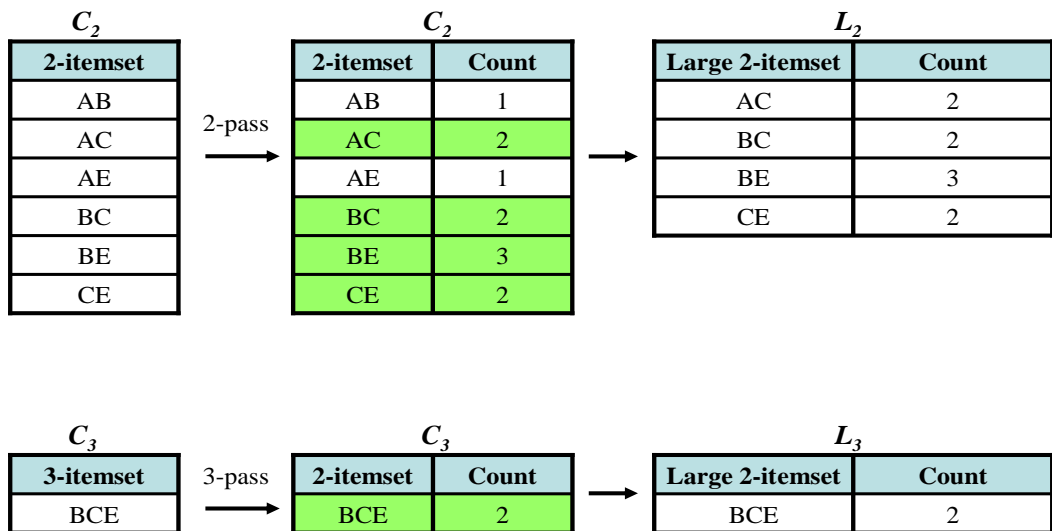 C2 C2 L2
2-itemset 2-itemset Count Large 2-itemset Count
AB AB 1 AC 2
AC 2-pass AC 2 BC 2
AE AE 1 BE 3
BC BC 2 CE 2
BE BE 3
CE CE 2
C3 C3 L3
3-itemset 3-pass 2-itemset Count Large 2-itemset Count
BCE BCE 2 BCE 2